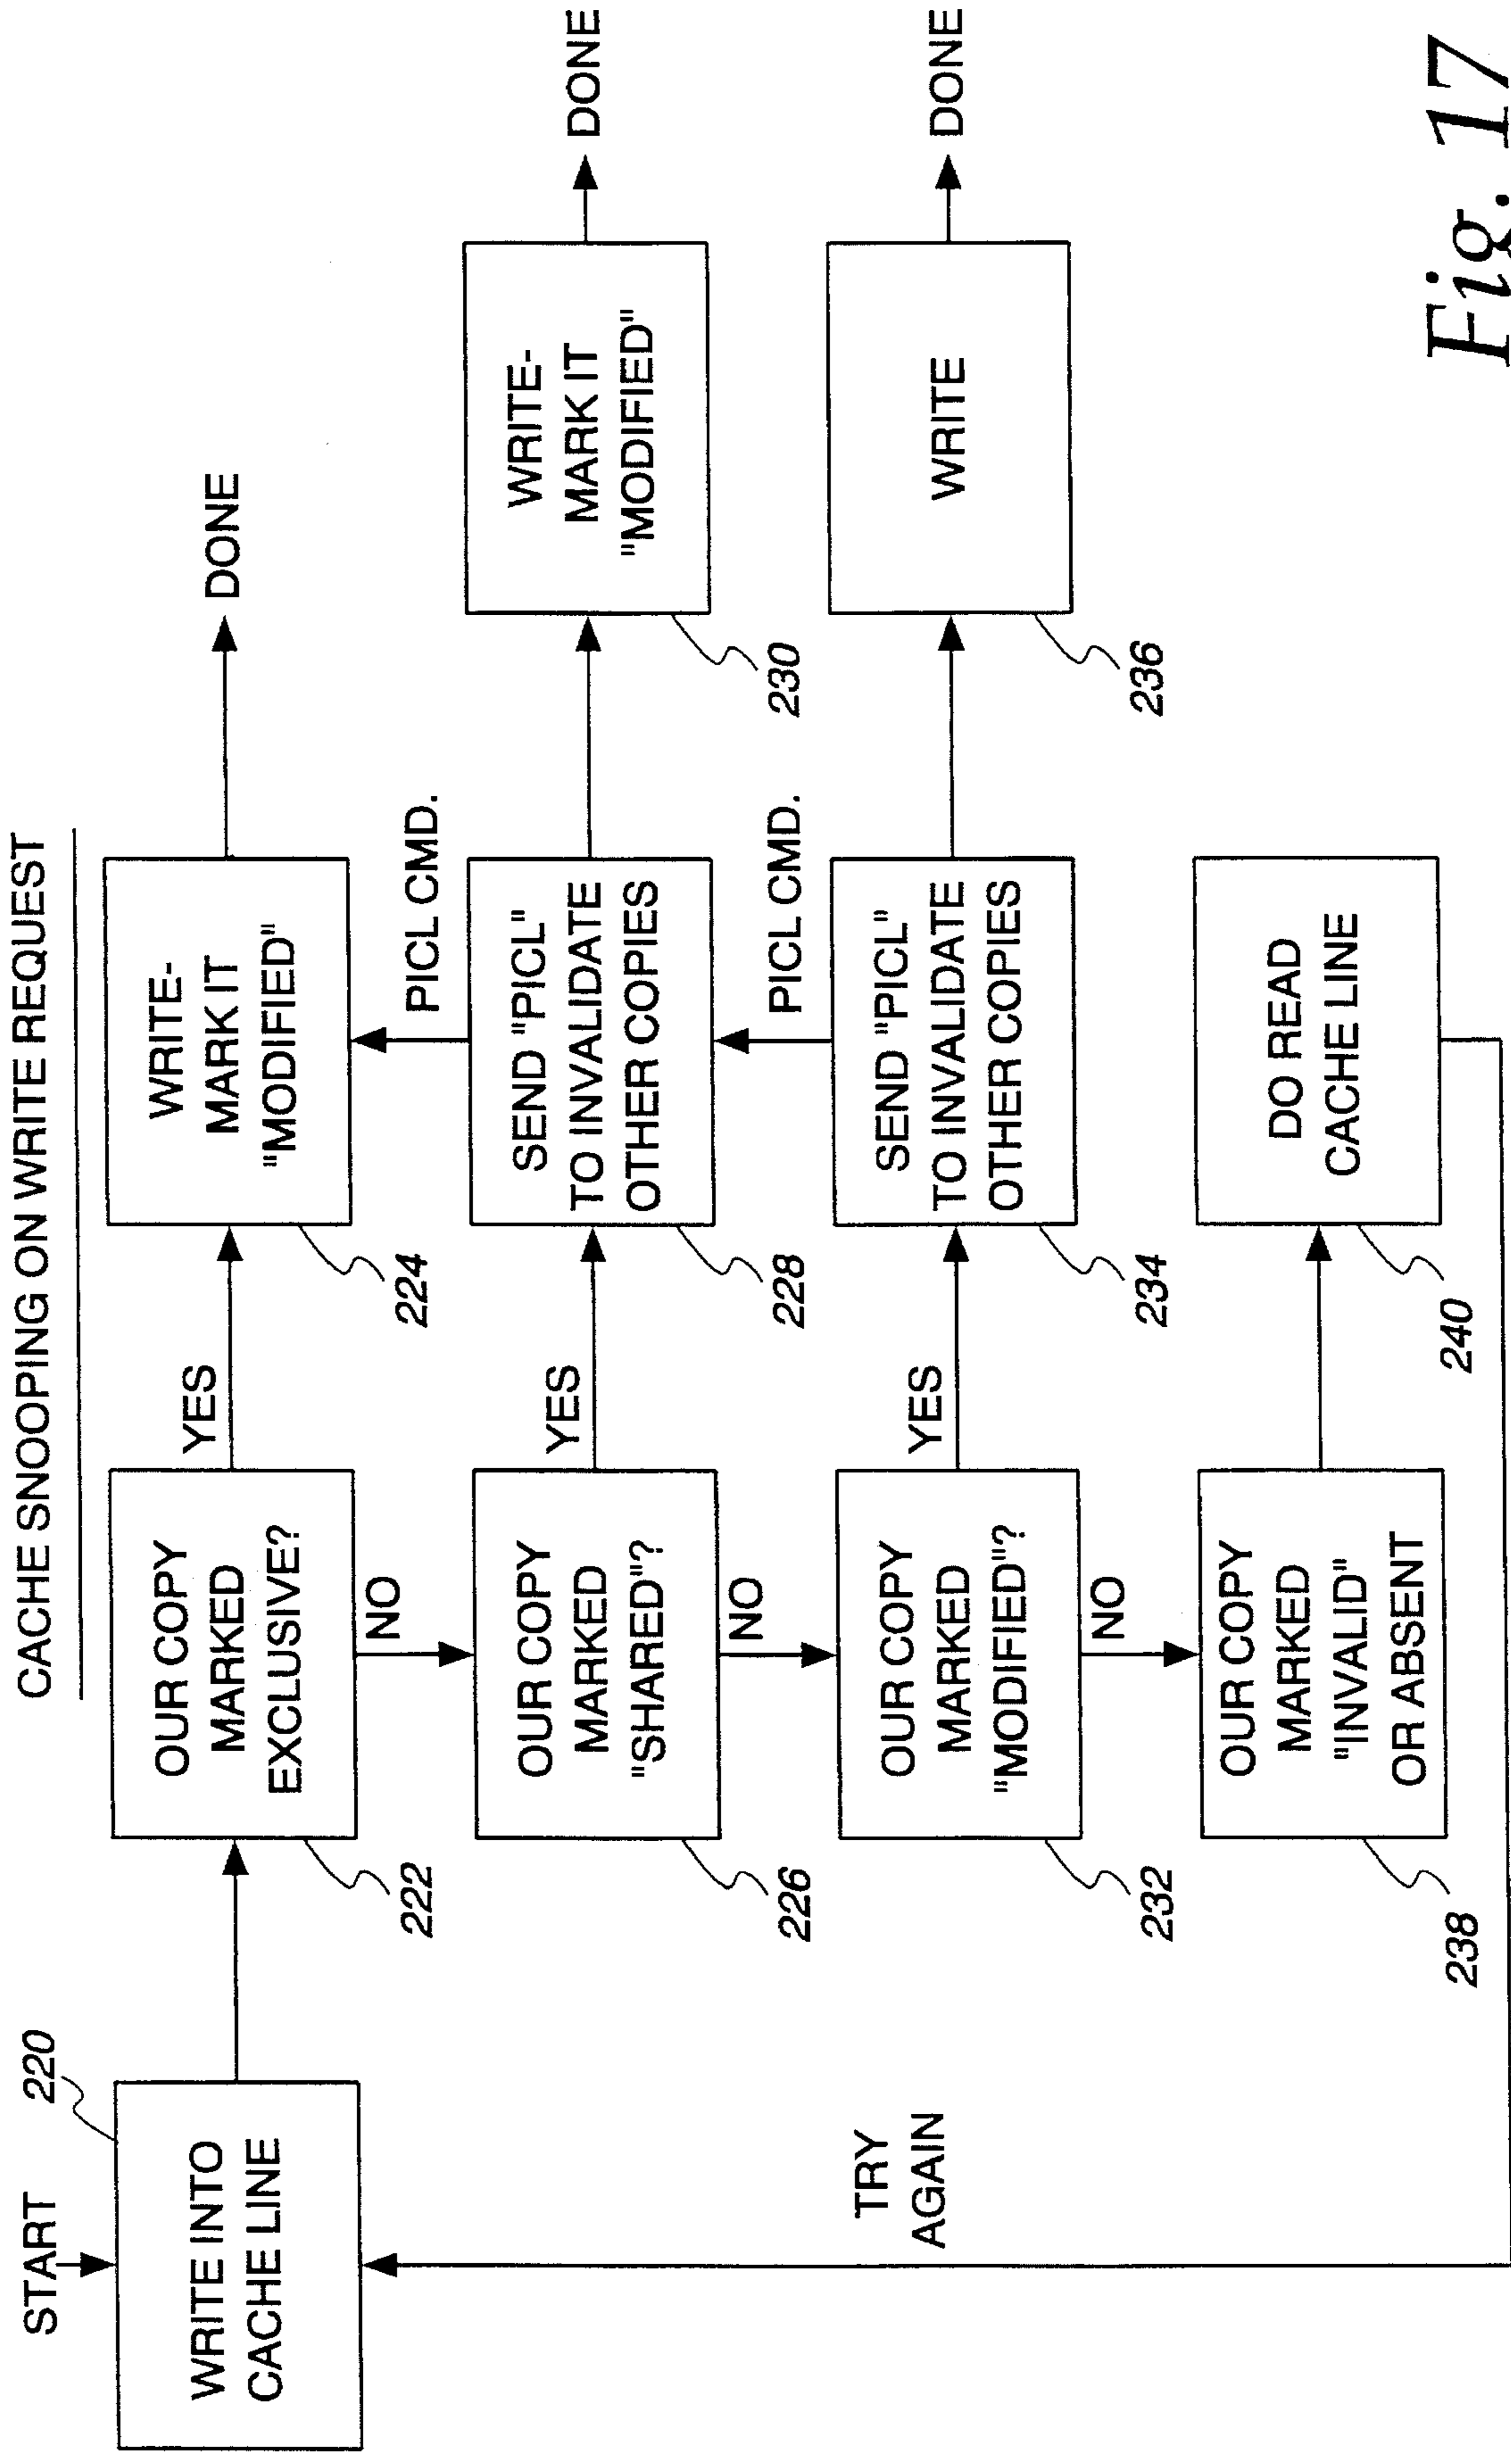 CACHE SNOOPING ON WRITE REQUEST
START
220
WRITE INTO
CACHE LINE
OUR COPY
MARKED
EXCLUSIVE?
222
YES
WRITE-
MARK IT
"MODIFIED"
224
DONE
NO
PICL CMD.
OUR COPY
MARKED
"SHARED"?
226
YES
SEND "PICL"
TO INVALIDATE
OTHER COPIES
228
WRITE-
MARK IT
"MODIFIED"
230
DONE
NO
PICL CMD.
OUR COPY
MARKED
"MODIFIED"?
232
YES
SEND "PICL"
TO INVALIDATE
OTHER COPIES
234
WRITE
236
DONE
NO
TRY
AGAIN
OUR COPY
MARKED
"INVALID"
OR ABSENT
238
DO READ
CACHE LINE
240
Fig. 17